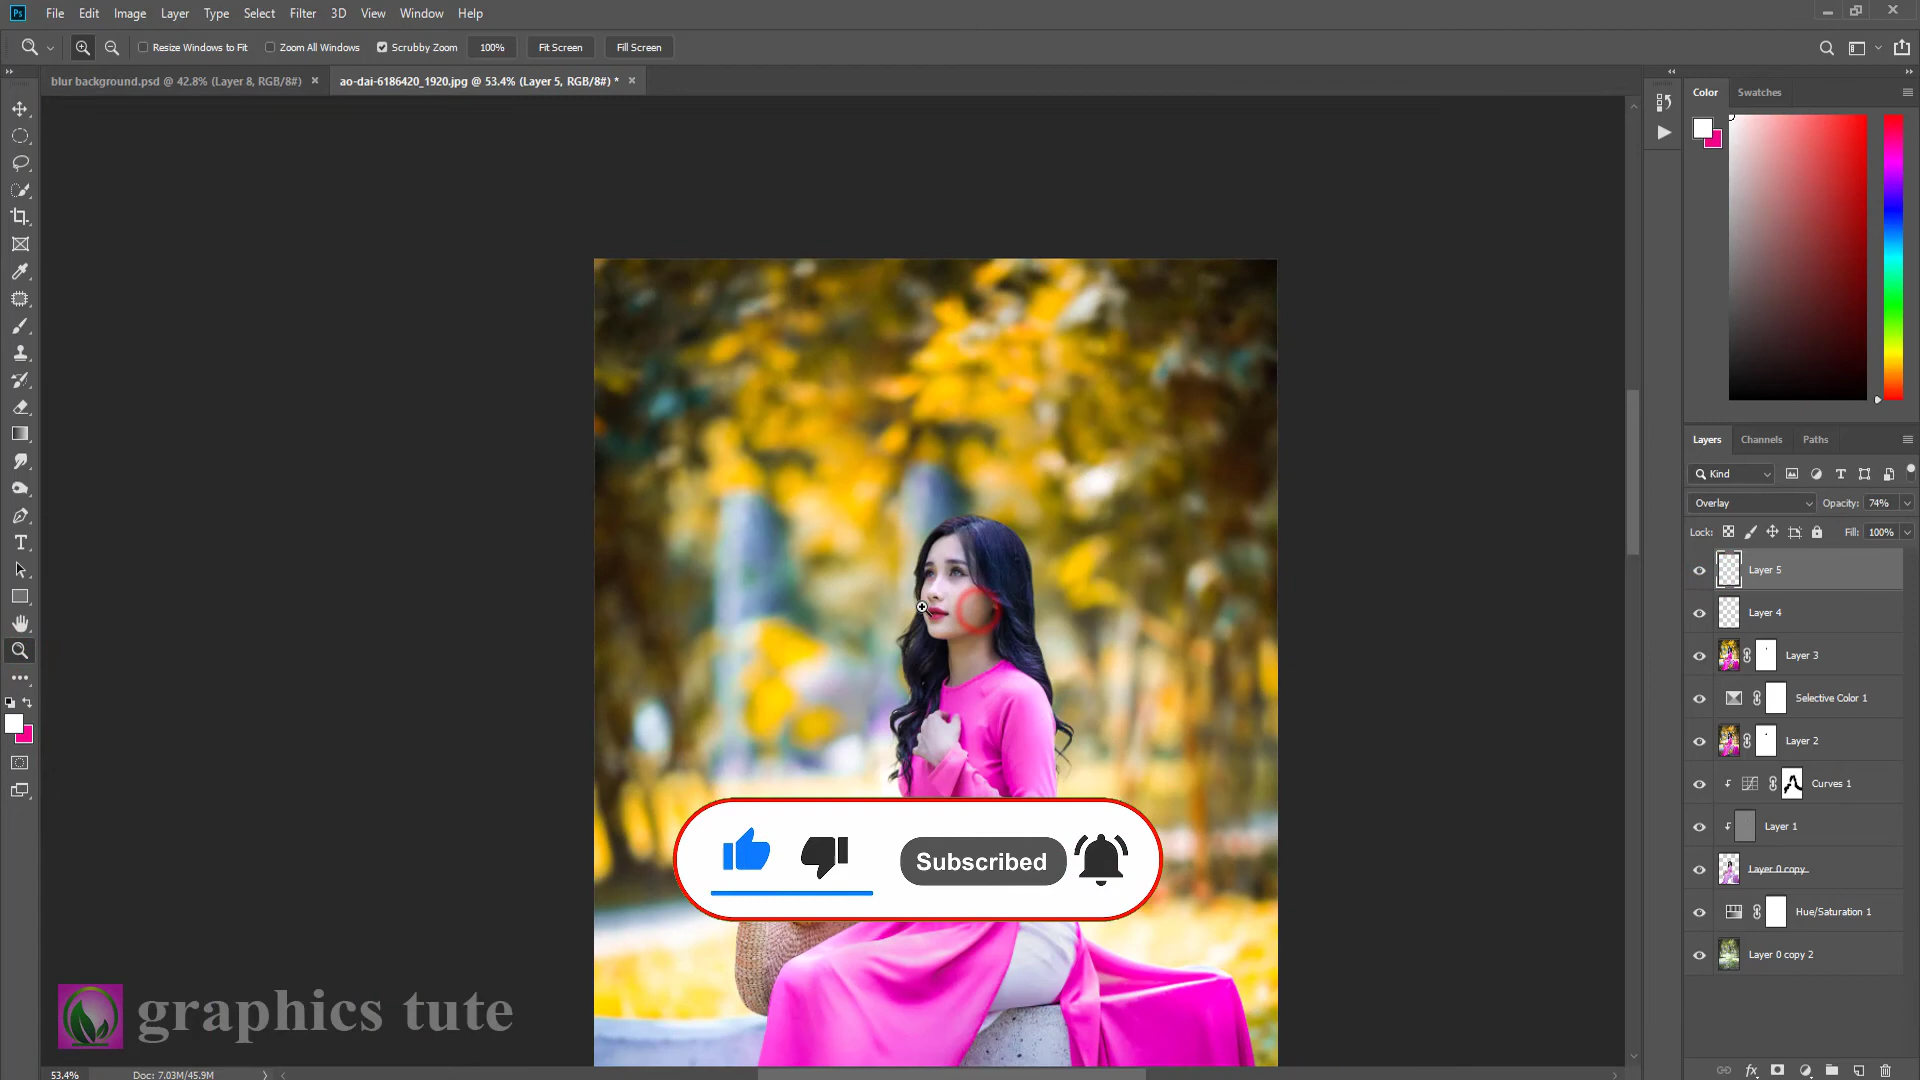 Ps File Edit Image Layer Type Select Filter 3D View Window Help
Resize Windows to Fit Zoom All Windows Scrubby Zoom 100% Fit Screen Fill Screen
blur background.psd @ 42.8% (Layer 8, RGB/8#) × ao-dai-6186420_1920.jpg @ 53.4% (Layer 5, RGB/8#) * ×
Color Swatches
Layers Channels Paths
Kind
Overlay Opacity: 74%
Lock: Fill: 100%
Layer 5
Layer 4
Layer 3
Selective Color 1
Layer 2
Curves 1
Layer 1
Layer 0 copy
Hue/Saturation 1
Layer 0 copy 2
Subscribed
graphics tute
53.4% Doc: 7.03M/45.9M